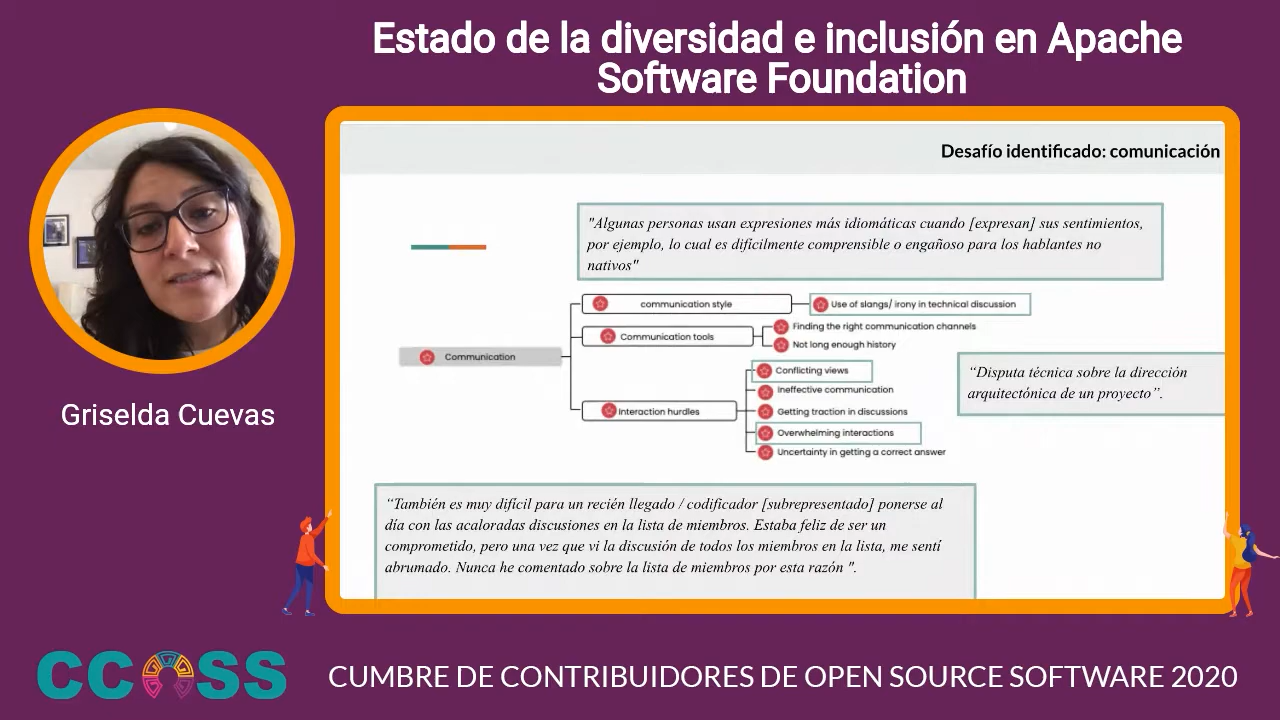 Estado de la diversidad e inclusión en Apache
Software Foundation
Desafío identificado: comunicación
"Algunas personas usan expresiones más idiomáticas cuando [expresan] sus sentimientos,
por ejemplo, lo cual es difícilmente comprensible o engañoso para los hablantes no
nativos"
communication style
Use of slangs/ irony in technical discussion
Communication tools
Finding the right communication channels
Not long enough history
Communication
Conflicting views
Ineffective communication
Interaction hurdles
Getting traction in discussions
Overwhelming interactions
Uncertainty in getting a correct answer
“Disputa técnica sobre la dirección
arquitectónica de un proyecto”.
“También es muy difícil para un recién llegado / codificador [subrepresentado] ponerse al
día con las acaloradas discusiones en la lista de miembros. Estaba feliz de ser un
comprometido, pero una vez que vi la discusión de todos los miembros en la lista, me sentí
abrumado. Nunca he comentado sobre la lista de miembros por esta razón ".
Griselda Cuevas
CCOSS
CUMBRE DE CONTRIBUIDORES DE OPEN SOURCE SOFTWARE 2020